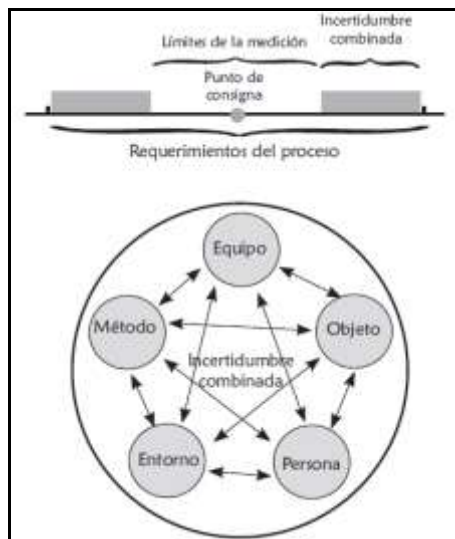 Límites de la medición
Incertidumbre
combinada
Punto de
consigna
Requerimientos del proceso
Equipo
Método
Objeto
Incertidumbre
combinada
Entorno
Persona